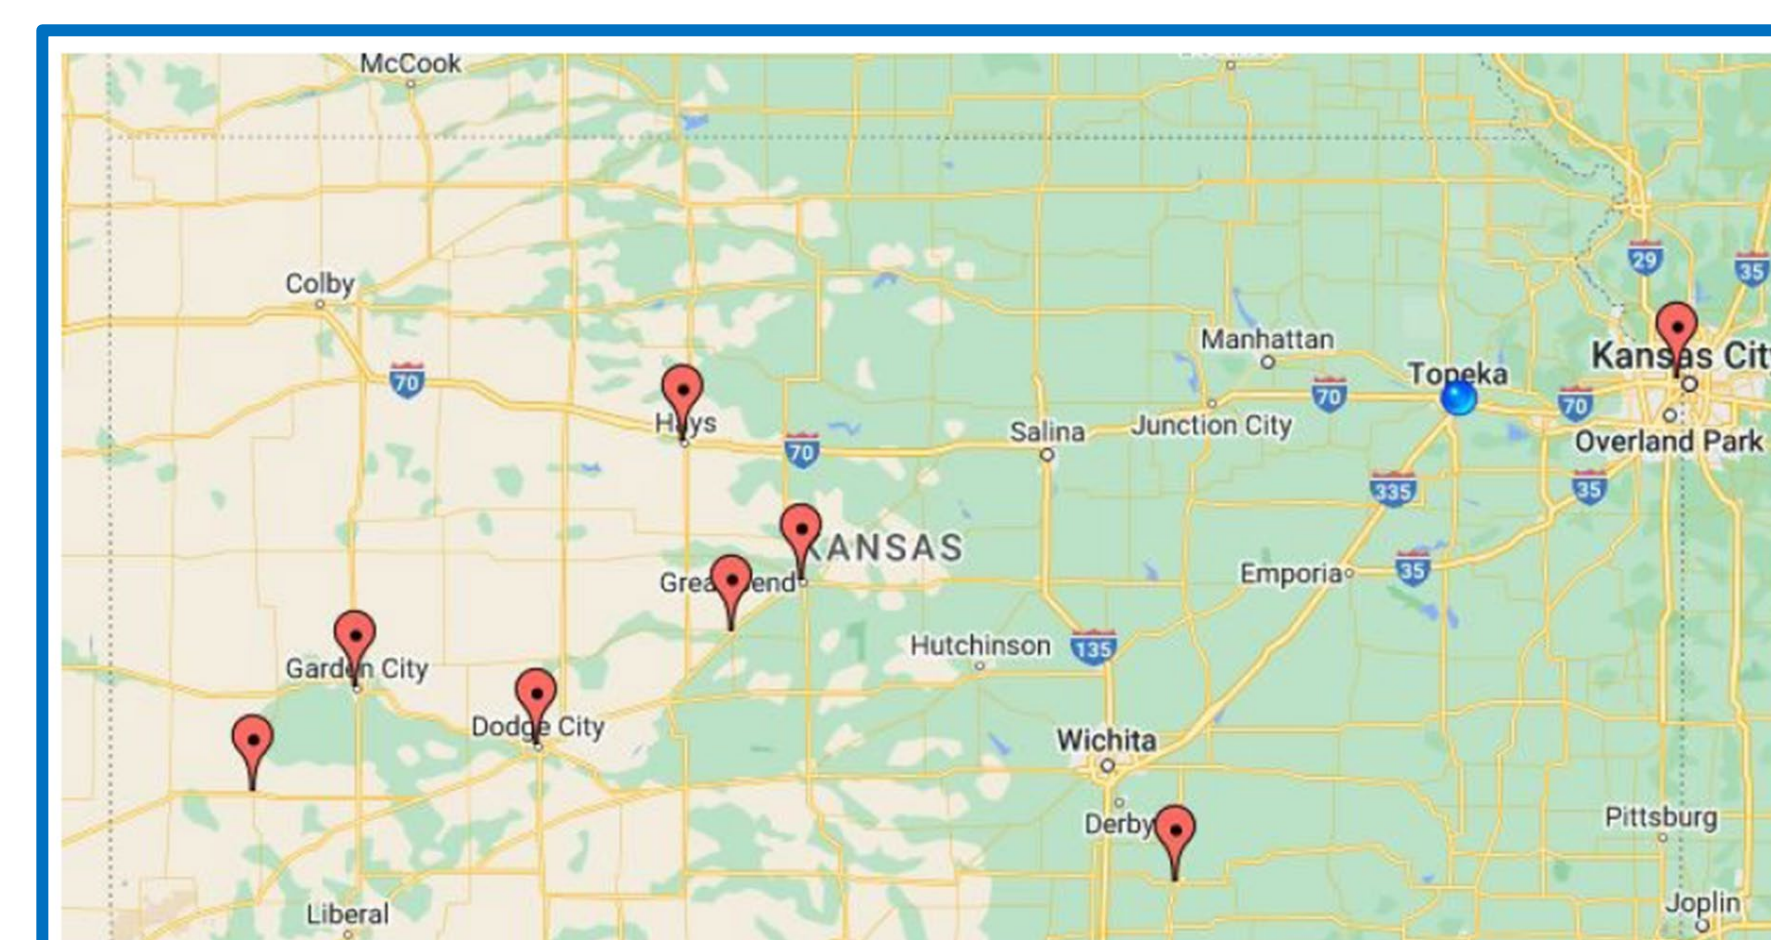 McCook
Colby
29
35
Manhattan
Kansas City
70
Topeka
70
70
Hays
Junction City
Salina
70
Overland Park
335
35
KANSAS
Great Bend
Emporia
35
Hutchinson
135
Garden City
Dodge City
Wichita
Derby
Pittsburg
Liberal
Joplin